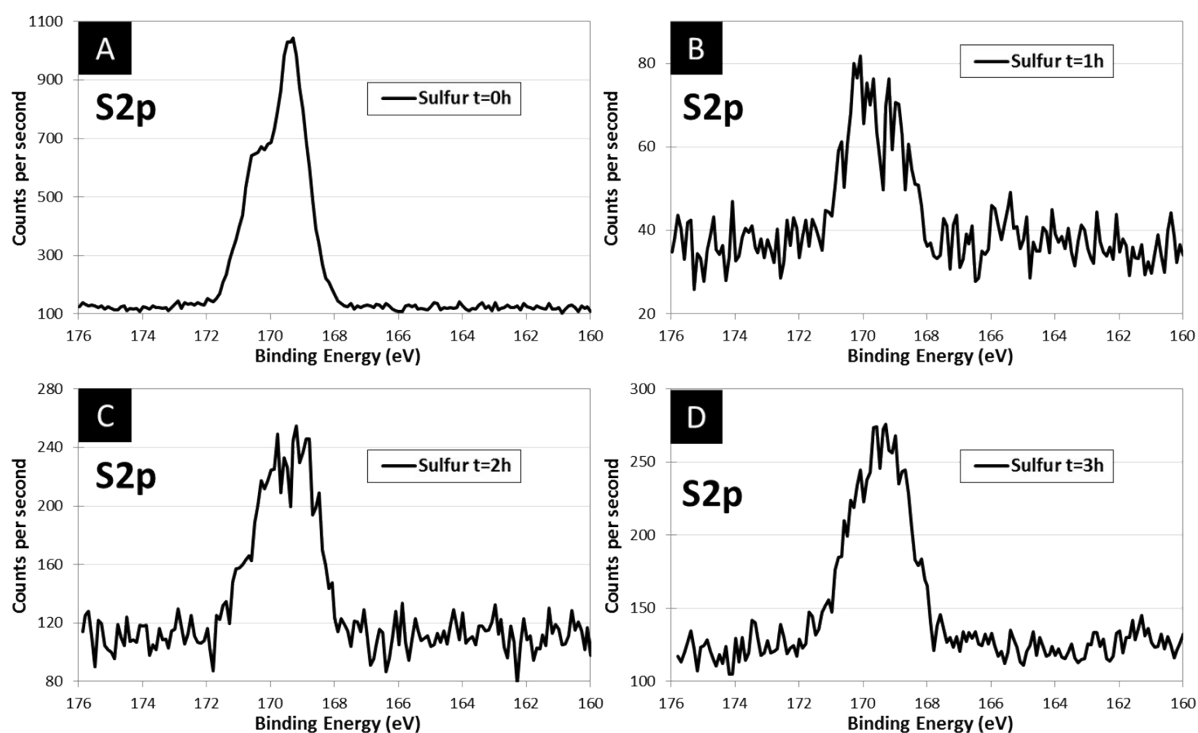 A
S2p
Sulfur t=0h
Counts per second
1100
900
700
500
300
100
176 174 172 170 168 166 164 162 160
Binding Energy (eV)
B
S2p
Sulfur t=1h
Counts per second
80
60
40
20
176 174 172 170 168 166 164 162 160
Binding Energy (eV)
C
S2p
Sulfur t=2h
Counts per second
280
240
200
160
120
80
176 174 172 170 168 166 164 162 160
Binding Energy (eV)
D
S2p
Sulfur t=3h
Counts per second
300
250
200
150
100
176 174 172 170 168 166 164 162 160
Binding Energy (eV)